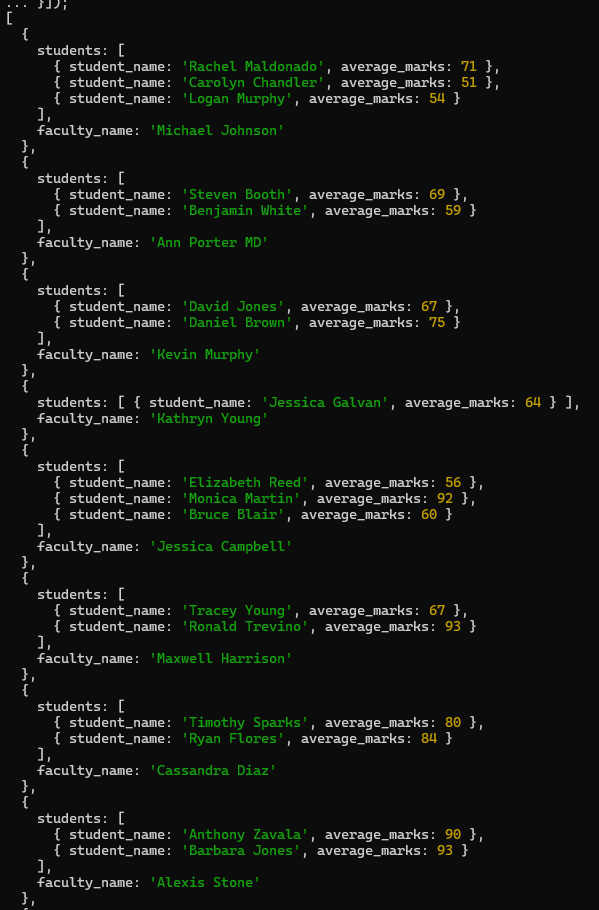 ... }]);
[
  {
    students: [
      { student_name: 'Rachel Maldonado', average_marks: 71 },
      { student_name: 'Carolyn Chandler', average_marks: 51 },
      { student_name: 'Logan Murphy', average_marks: 54 }
    ],
    faculty_name: 'Michael Johnson'
  },
  {
    students: [
      { student_name: 'Steven Booth', average_marks: 69 },
      { student_name: 'Benjamin White', average_marks: 59 }
    ],
    faculty_name: 'Ann Porter MD'
  },
  {
    students: [
      { student_name: 'David Jones', average_marks: 67 },
      { student_name: 'Daniel Brown', average_marks: 75 }
    ],
    faculty_name: 'Kevin Murphy'
  },
  {
    students: [ { student_name: 'Jessica Galvan', average_marks: 64 } ],
    faculty_name: 'Kathryn Young'
  },
  {
    students: [
      { student_name: 'Elizabeth Reed', average_marks: 56 },
      { student_name: 'Monica Martin', average_marks: 92 },
      { student_name: 'Bruce Blair', average_marks: 60 }
    ],
    faculty_name: 'Jessica Campbell'
  },
  {
    students: [
      { student_name: 'Tracey Young', average_marks: 67 },
      { student_name: 'Ronald Trevino', average_marks: 93 }
    ],
    faculty_name: 'Maxwell Harrison'
  },
  {
    students: [
      { student_name: 'Timothy Sparks', average_marks: 80 },
      { student_name: 'Ryan Flores', average_marks: 84 }
    ],
    faculty_name: 'Cassandra Diaz'
  },
  {
    students: [
      { student_name: 'Anthony Zavala', average_marks: 90 },
      { student_name: 'Barbara Jones', average_marks: 93 }
    ],
    faculty_name: 'Alexis Stone'
  },
  {